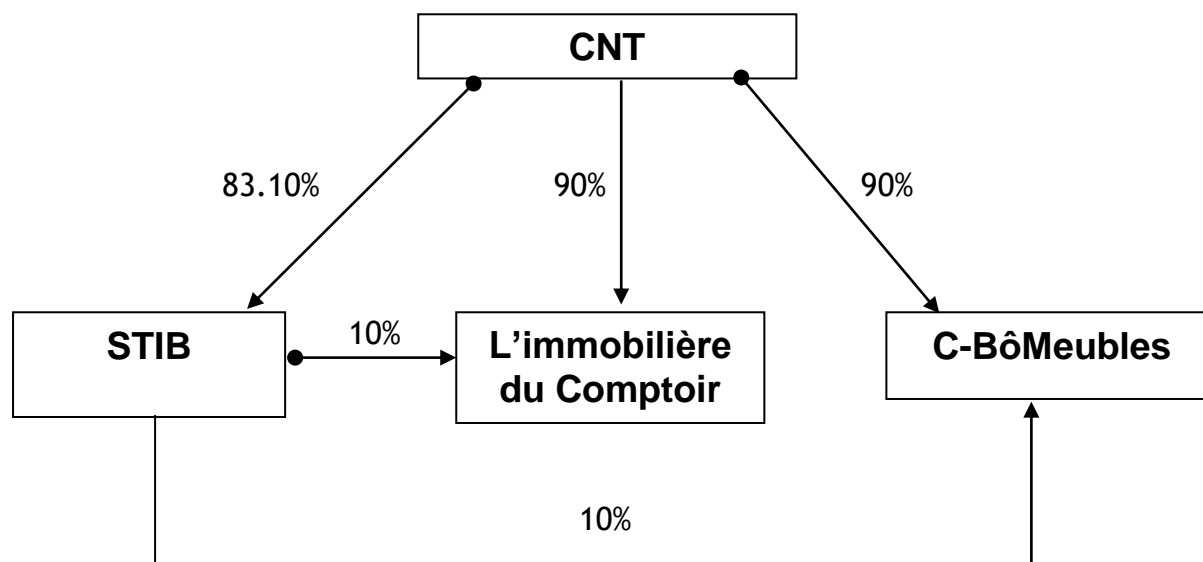 CNT
83.10%
90%
90%
STIB
10%
L’immobilière
du Comptoir
C-BôMeubles
10%